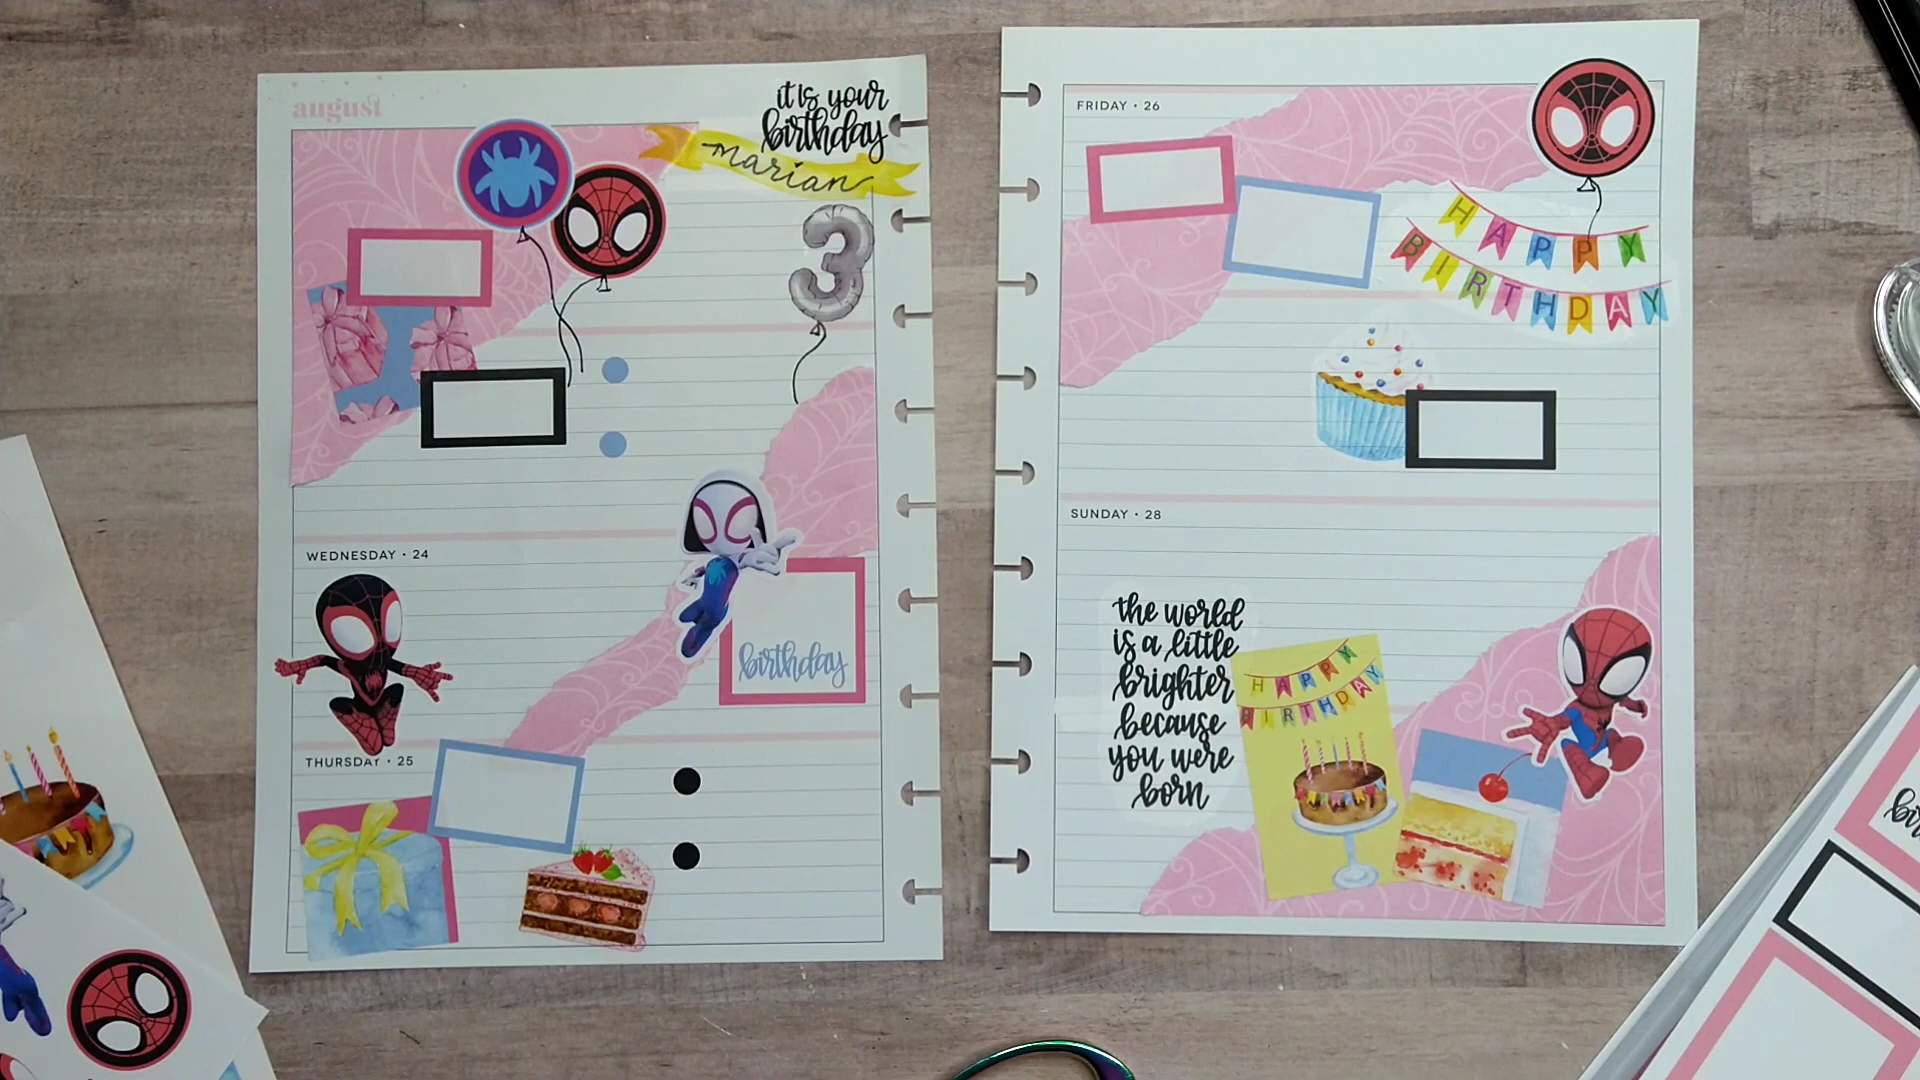 august
it is your
birthday
marian
3
WEDNESDAY • 24
birthday
THURSDAY • 25
FRIDAY • 26
HAPPY
BIRTHDAY
SUNDAY • 28
the world
is a little
brighter
because
you were
born
HAPPY
BIRTHDAY